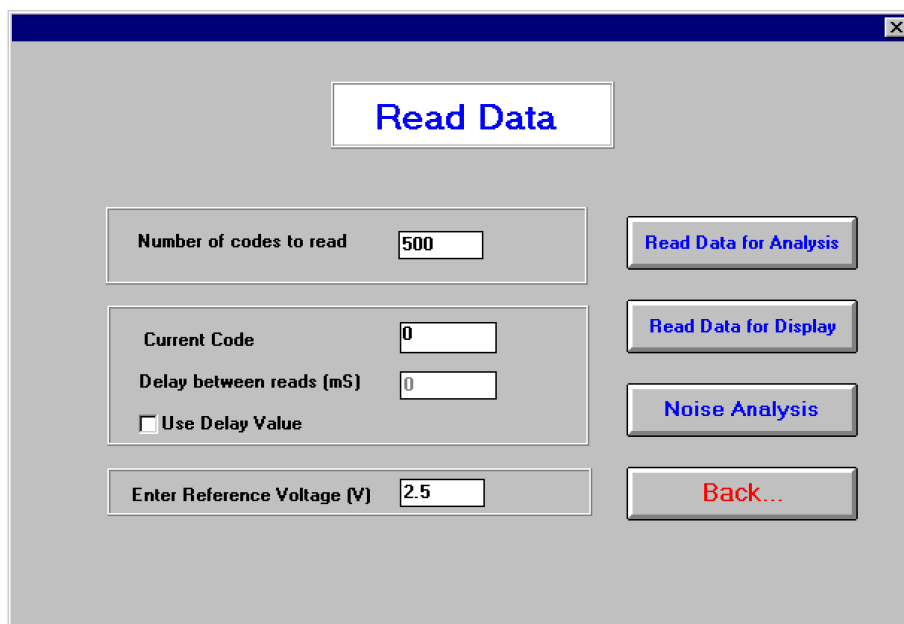 Read Data
Number of codes to read 500
Read Data for Analysis
Current Code 0
Read Data for Display
Delay between reads (mS) 0
Use Delay Value
Noise Analysis
Enter Reference Voltage (V) 2.5
Back...